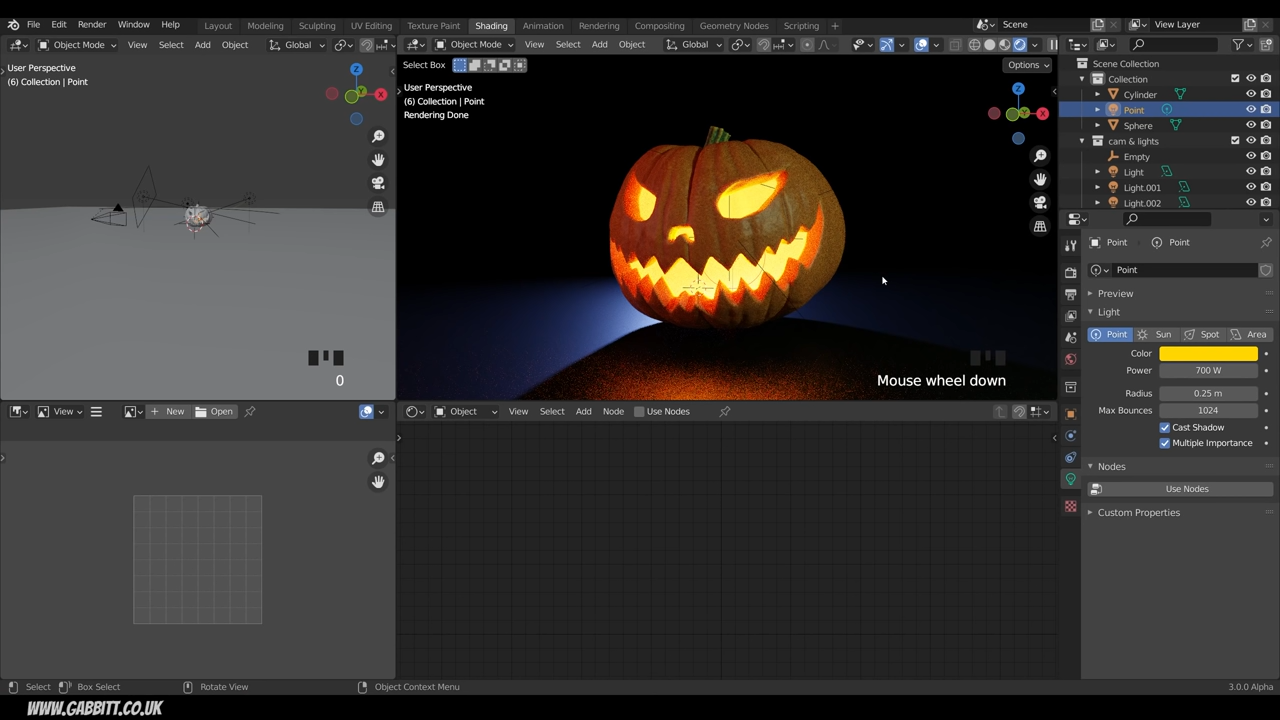 File Edit Render Window Help Layout Modeling Sculpting UV Editing Texture Paint Shading Animation Rendering Compositing Geometry Nodes Scripting + Scene View Layer
Object Mode View Select Add Object Global
Object Mode View Select Add Object Global
Select Box Options
User Perspective
(6) Collection | Point
User Perspective
(6) Collection | Point
Rendering Done
Z
X
Y
Z
X
Y
0
Mouse wheel down
View New Open
Object View Select Add Node Use Nodes
Scene Collection
Collection
Cylinder
Point
Sphere
cam & lights
Empty
Light
Light.001
Light.002
Point Point
Point
Preview
Light
Point Sun Spot Area
Color
Power 700 W
Radius 0.25 m
Max Bounces 1024
Cast Shadow
Multiple Importance
Nodes
Use Nodes
Custom Properties
Select Box Select Rotate View Object Context Menu 3.0.0 Alpha
WWW.GABBITT.CO.UK